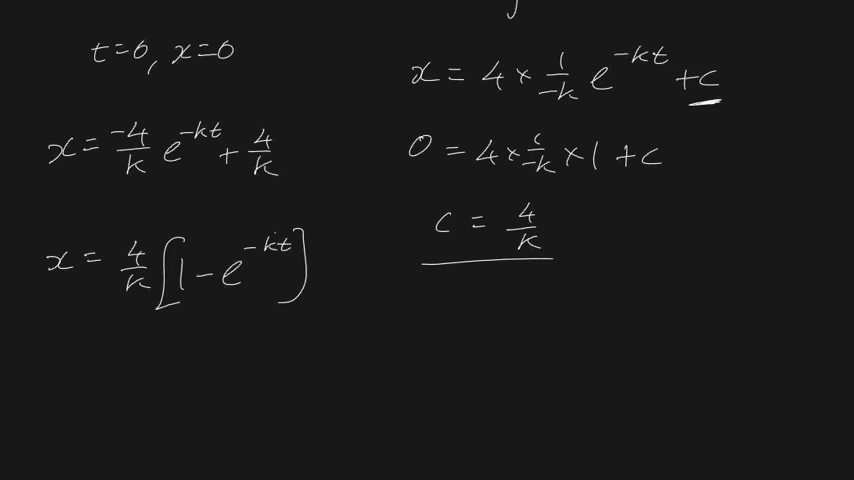 t=0, x=0
x = -4/k e^{-kt} + 4/k
x = 4/k [1 - e^{-kt}]
x = 4 × 1/-k e^{-kt} + c
0 = 4 × 1/-k × 1 + c
c = 4/k